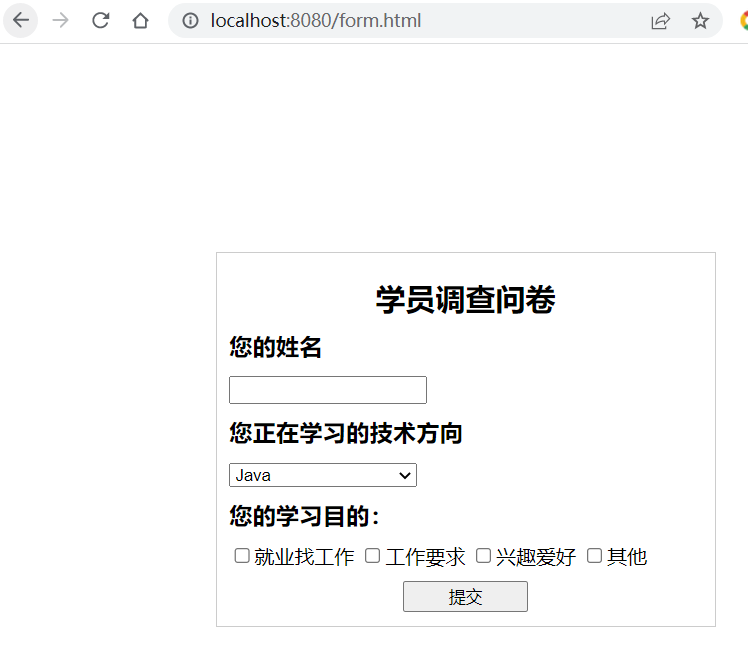 localhost:8080/form.html
学员调查问卷
您的姓名
您正在学习的技术方向
Java
您的学习目的：
就业找工作 工作要求 兴趣爱好 其他
提交